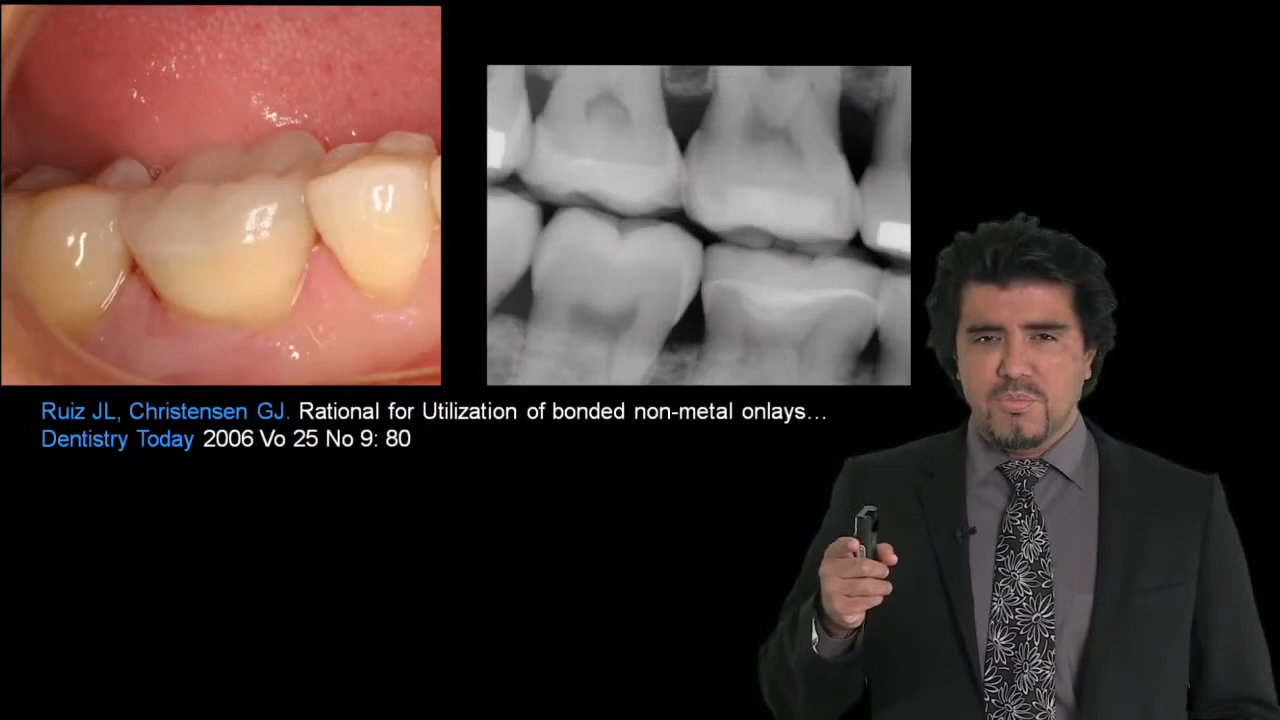 Ruiz JL, Christensen GJ. Rational for Utilization of bonded non-metal onlays…
Dentistry Today 2006 Vo 25 No 9: 80